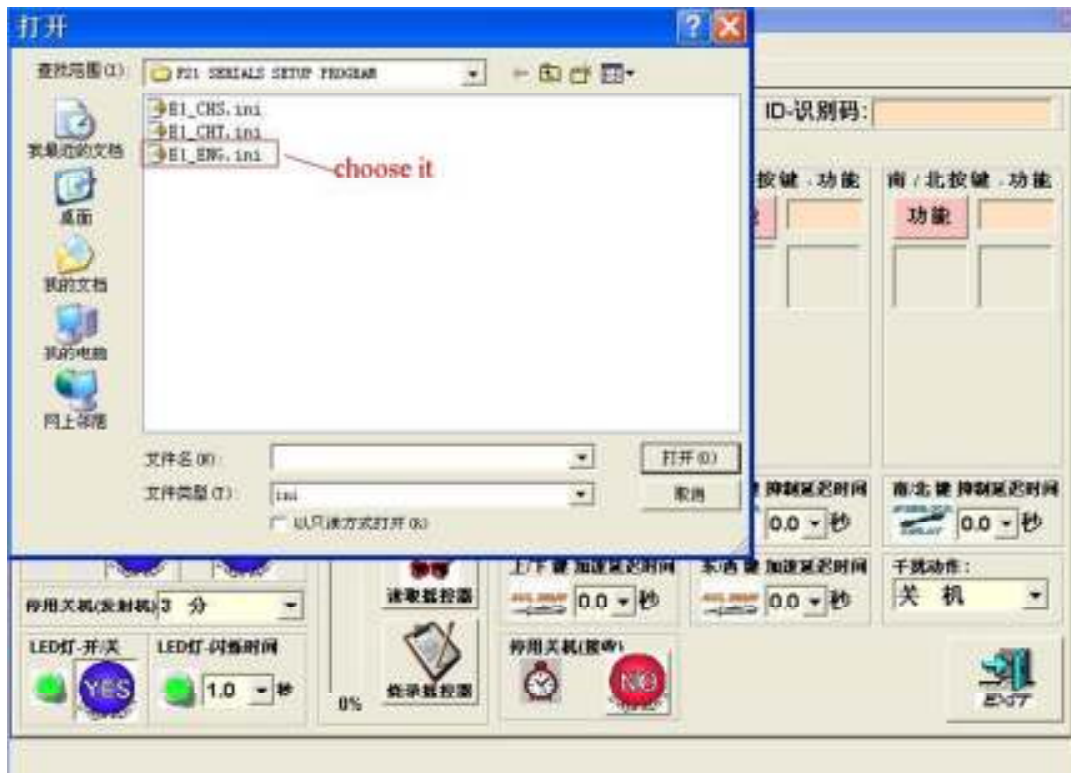 打开
查找范围(I):
F21 SERIALS SETUP PROGRAM
E1_CHS.ini
E1_CHT.ini
E1_ENG.ini
choose it
我最近的文档
桌面
我的文档
我的电脑
网上邻居
文件名(N):
打开(O)
文件类型(T):
ini
取消
以只读方式打开(R)
ID-识别码:
按键-功能
南/北按键-功能
功能
键 抑制延迟时间
南/北 键 抑制延迟时间
0.0 秒
0.0 秒
上/下 键 加速延迟时间
东/西 键 加速延迟时间
干跳动作:
停用关机(发射机)
3 分
读取遥控器
0.0 秒
0.0 秒
关 机
LED灯-开/关
LED灯-闪烁时间
停用关机(接收)
YES
1.0 秒
0%
烧录遥控器
NO
EXIT